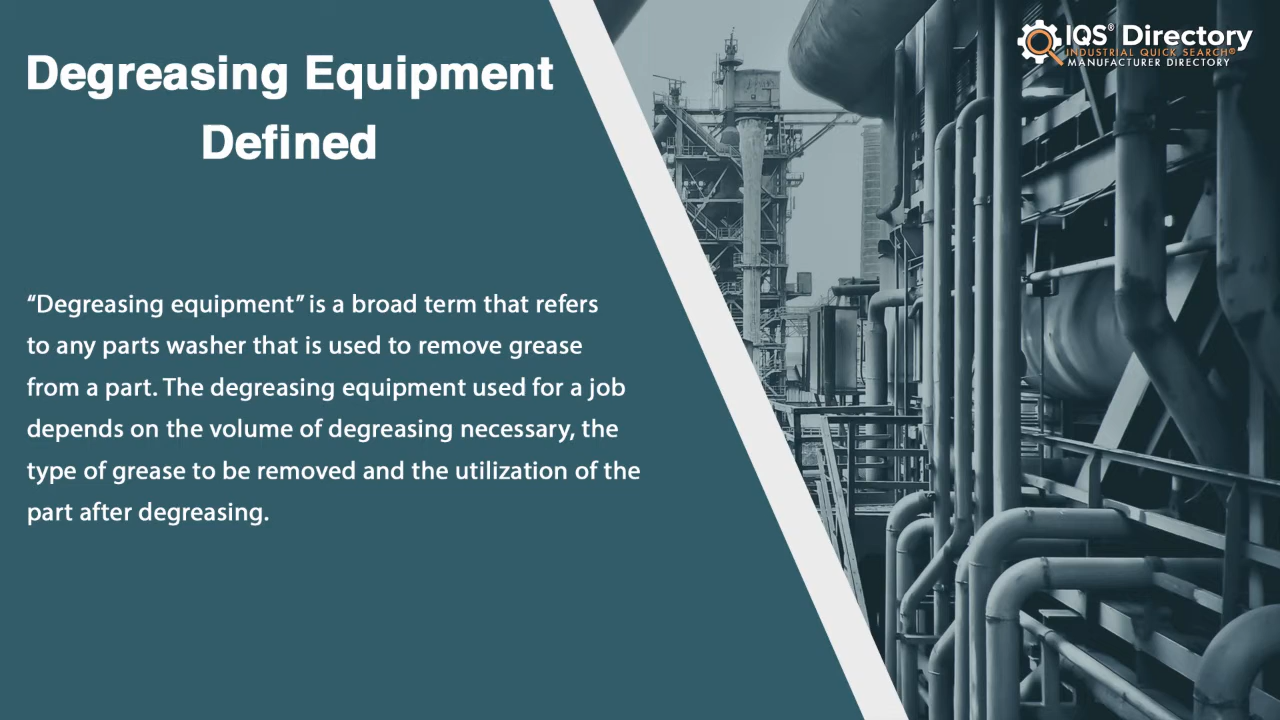 Degreasing Equipment
Defined
IQS® Directory
INDUSTRIAL QUICK SEARCH®
MANUFACTURER DIRECTORY
“Degreasing equipment” is a broad term that refers
to any parts washer that is used to remove grease
from a part. The degreasing equipment used for a job
depends on the volume of degreasing necessary, the
type of grease to be removed and the utilization of the
part after degreasing.